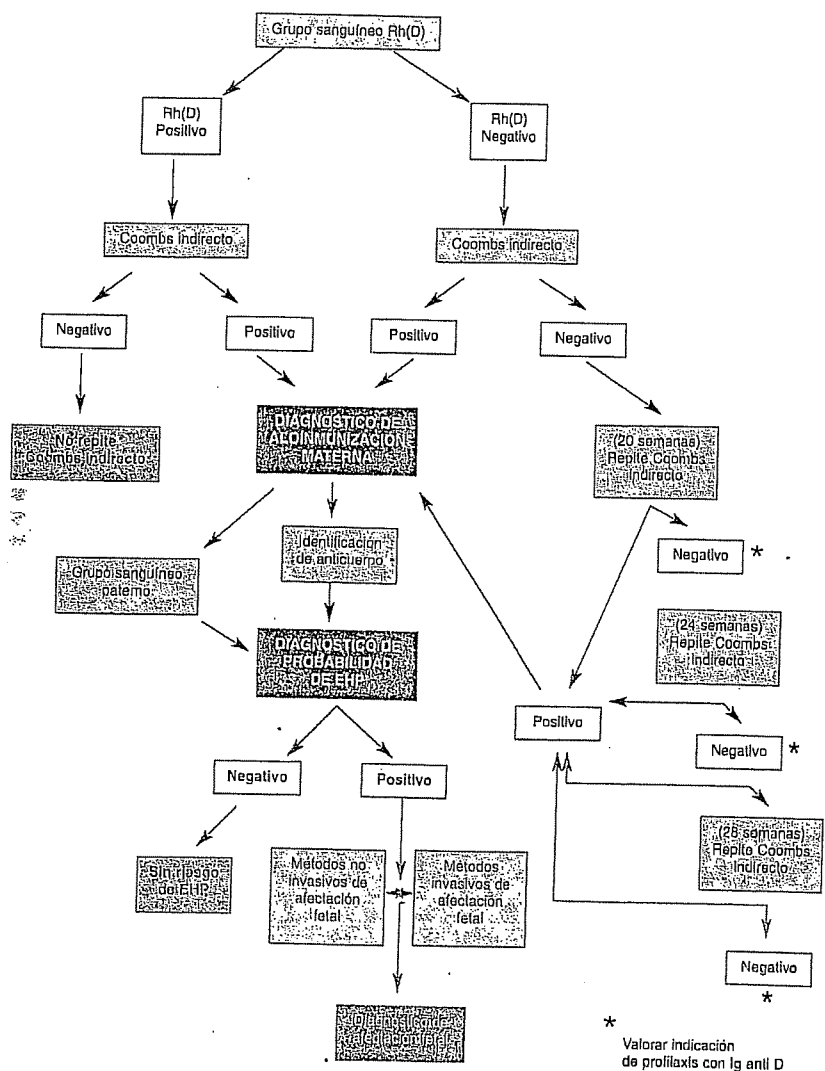 Grupo sanguíneo Rh(D)
Rh(D)
Positivo
Rh(D)
Negativo
Coombs indirecto
Coombs indirecto
Negativo
Positivo
Positivo
Negativo
No repite
Coombs indirecto
DIAGNOSTICO DE
ALOINMUNIZACION
MATERNA
(20 semanas)
Repite Coombs
Indirecto
Negativo *
Identificación
de anticuerpo
Grupo sanguíneo
paterno
(24 semanas)
Repite Coombs
Indirecto
DIAGNOSTICO DE
PROBABILIDAD
DE EHP
Positivo
Negativo *
Negativo
Positivo
(28 semanas)
Repite Coombs
Indirecto
Sin riesgo
de EHP
Métodos no
invasivos de
afectación
fetal
Métodos
invasivos de
afectación
fetal
Negativo
*
Diagnóstico de
afectación fetal
*
Valorar indicación
de profilaxis con Ig anti D